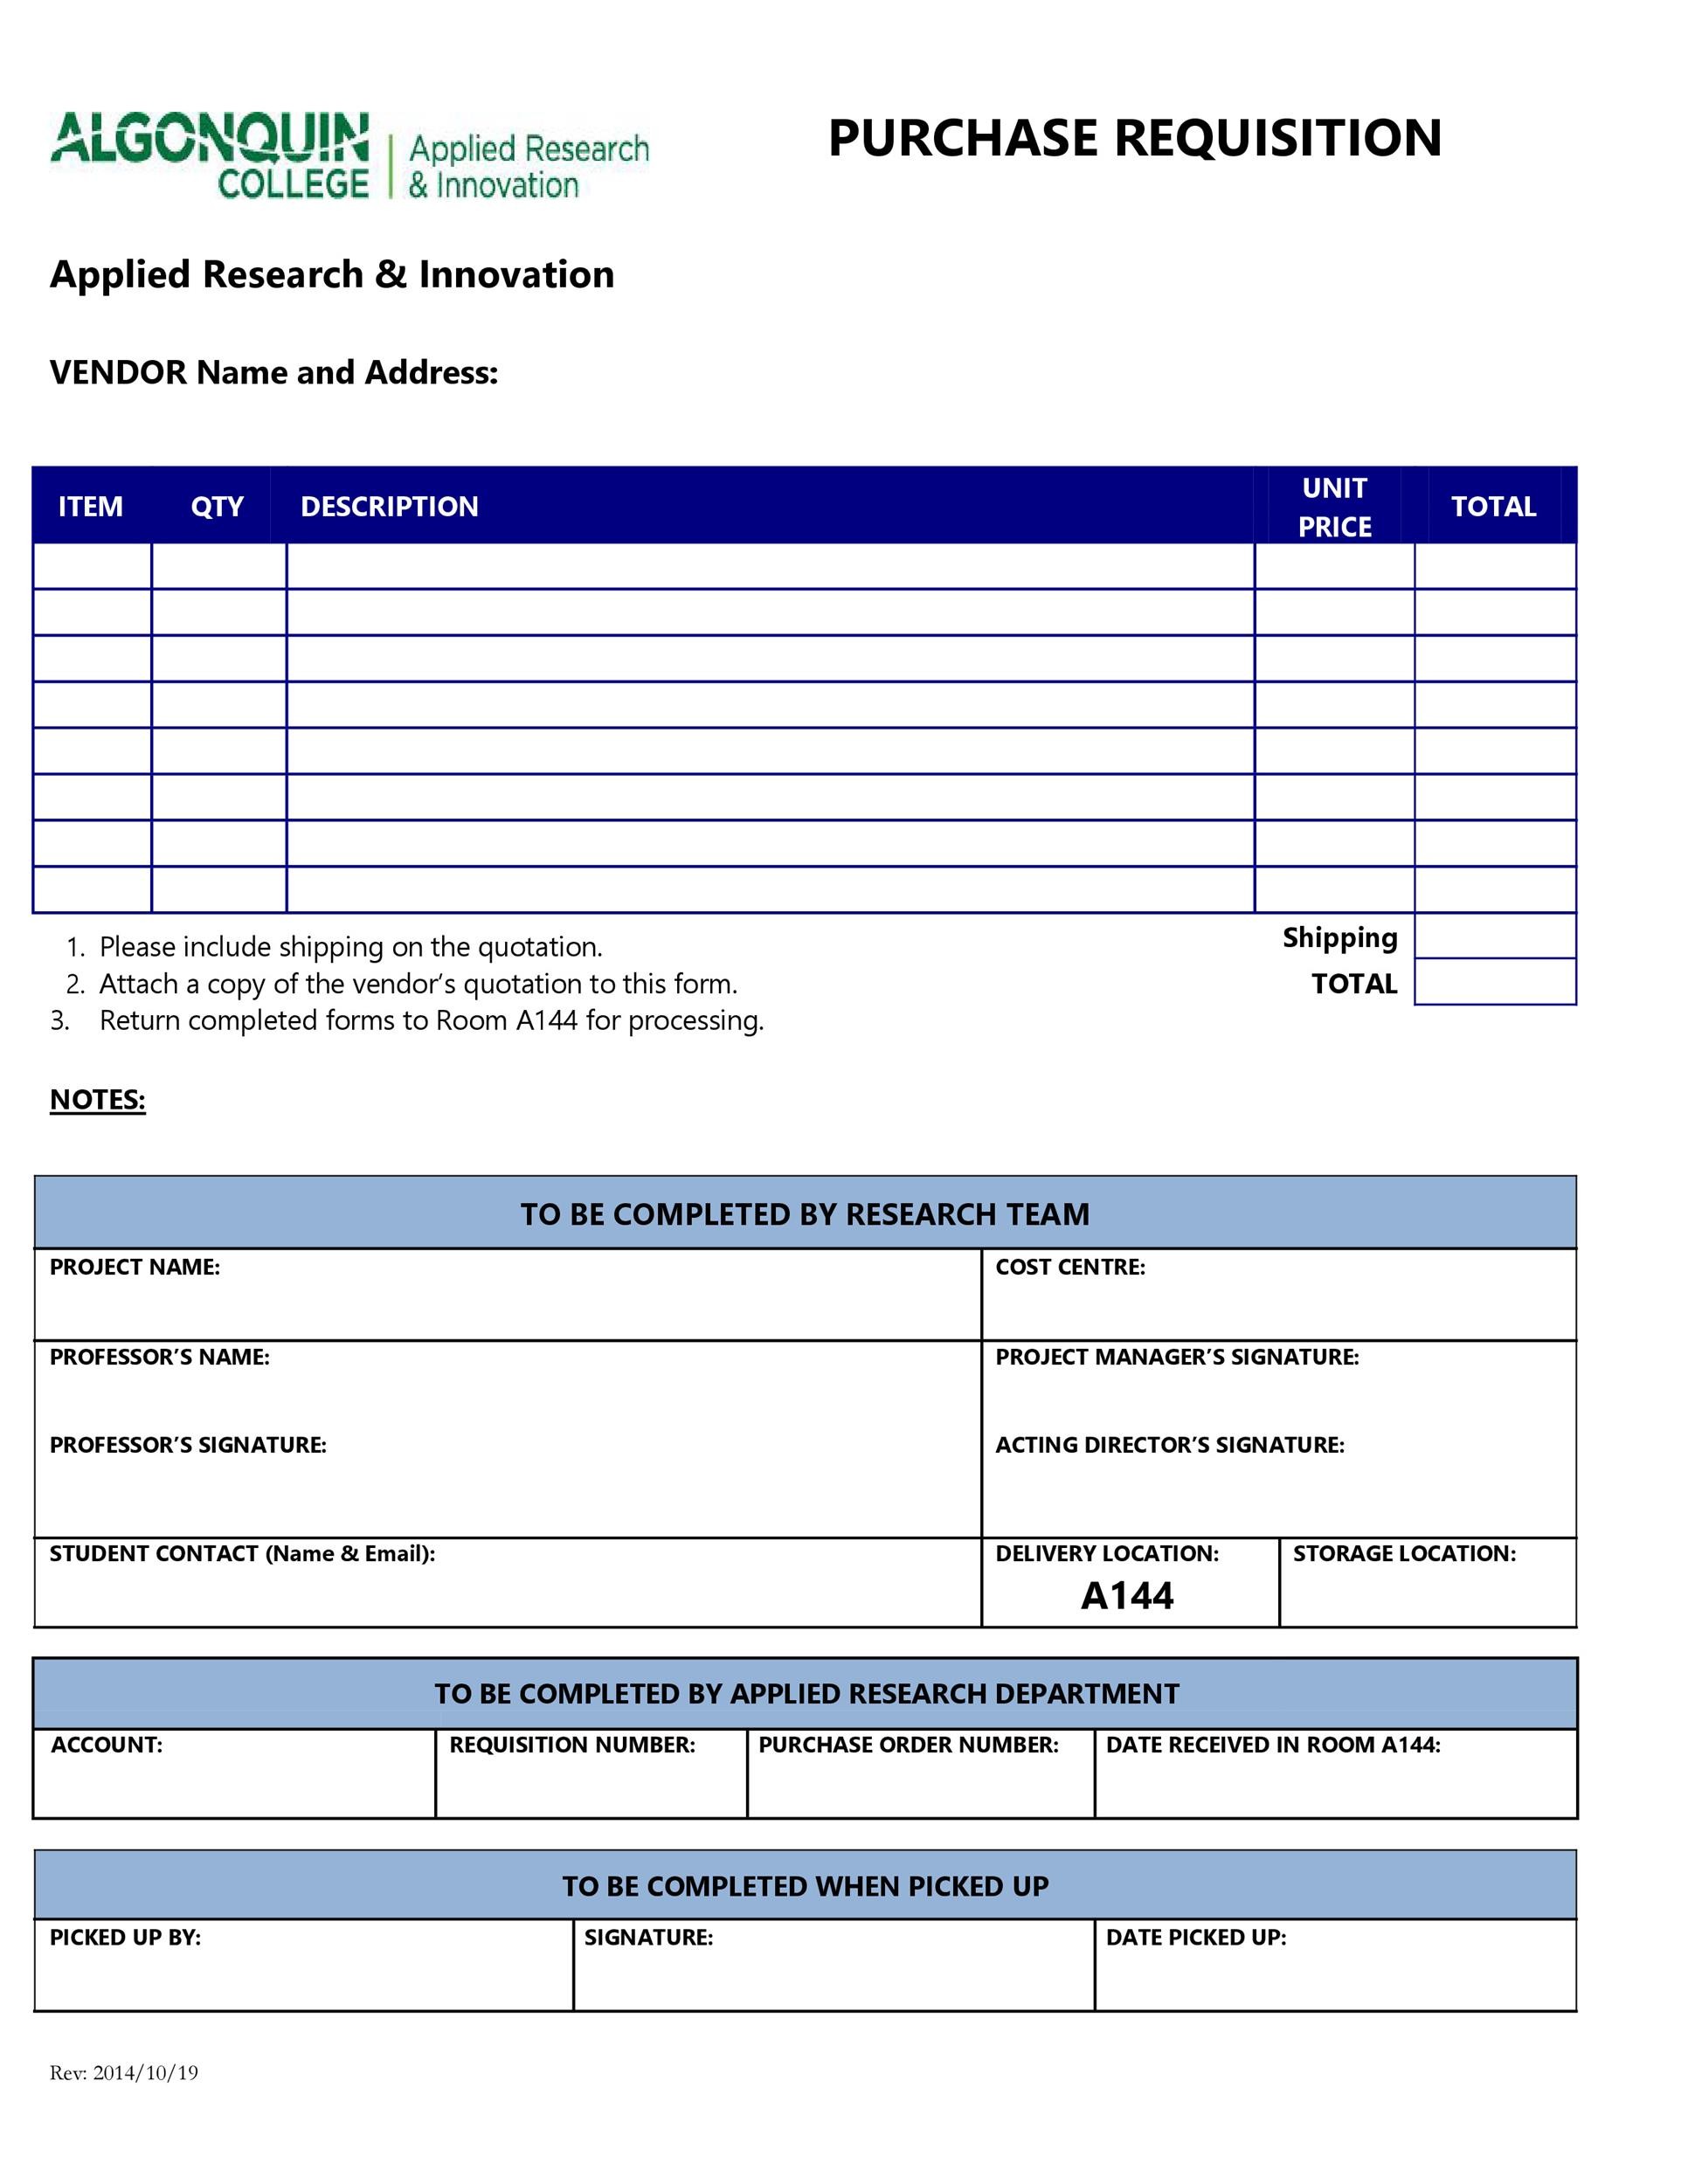 ALGONQUIN
COLLEGE
Applied Research
& Innovation
PURCHASE REQUISITION
Applied Research & Innovation
VENDOR Name and Address:
ITEM QTY DESCRIPTION UNIT PRICE TOTAL
1. Please include shipping on the quotation.
2. Attach a copy of the vendor’s quotation to this form.
3. Return completed forms to Room A144 for processing.
Shipping
TOTAL
NOTES:
TO BE COMPLETED BY RESEARCH TEAM
PROJECT NAME: COST CENTRE:
PROFESSOR’S NAME: PROJECT MANAGER’S SIGNATURE:
PROFESSOR’S SIGNATURE: ACTING DIRECTOR’S SIGNATURE:
STUDENT CONTACT (Name & Email): DELIVERY LOCATION: STORAGE LOCATION:
A144
TO BE COMPLETED BY APPLIED RESEARCH DEPARTMENT
ACCOUNT: REQUISITION NUMBER: PURCHASE ORDER NUMBER: DATE RECEIVED IN ROOM A144:
TO BE COMPLETED WHEN PICKED UP
PICKED UP BY: SIGNATURE: DATE PICKED UP:
Rev: 2014/10/19